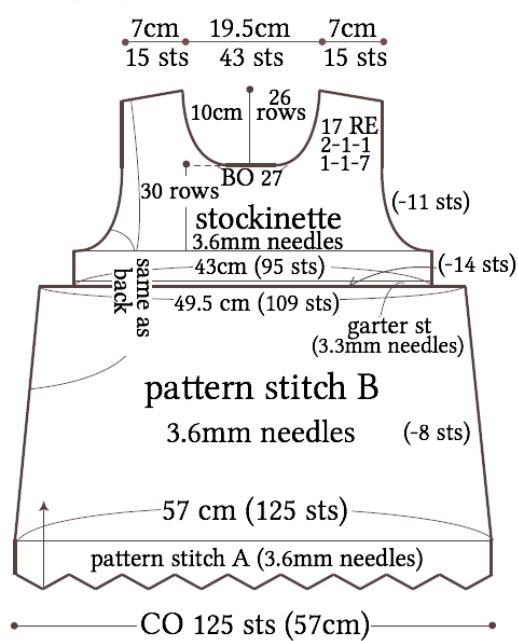 7cm 19.5cm 7cm
15 sts 43 sts 15 sts
10cm 26 rows
17 RE
2-1-1
1-1-7
BO 27
30 rows
(-11 sts)
stockinette
3.6mm needles
43cm (95 sts)
(-14 sts)
same as
back
49.5 cm (109 sts)
garter st
(3.3mm needles)
pattern stitch B
3.6mm needles (-8 sts)
57 cm (125 sts)
pattern stitch A (3.6mm needles)
CO 125 sts (57cm)